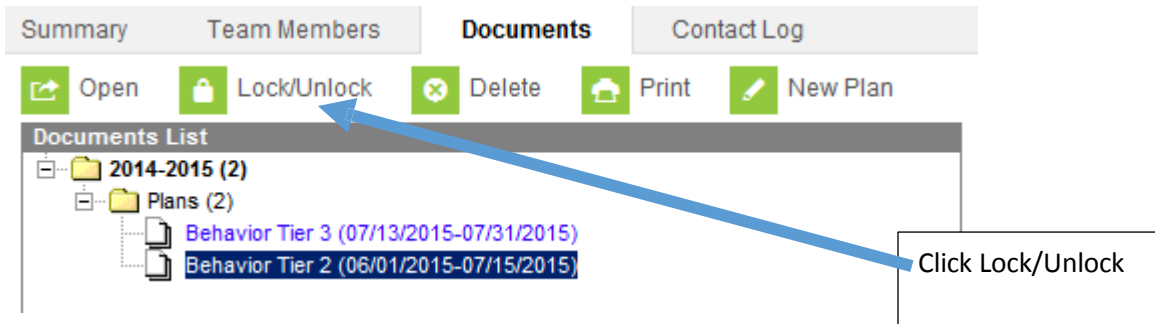 Summary Team Members Documents Contact Log
Open Lock/Unlock Delete Print New Plan
Documents List
2014-2015 (2)
Plans (2)
Behavior Tier 3 (07/13/2015-07/31/2015)
Behavior Tier 2 (06/01/2015-07/15/2015)
Click Lock/Unlock